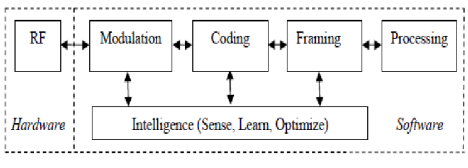 RF Modulation Coding Framing Processing
Intelligence (Sense, Learn, Optimize)
Hardware Software